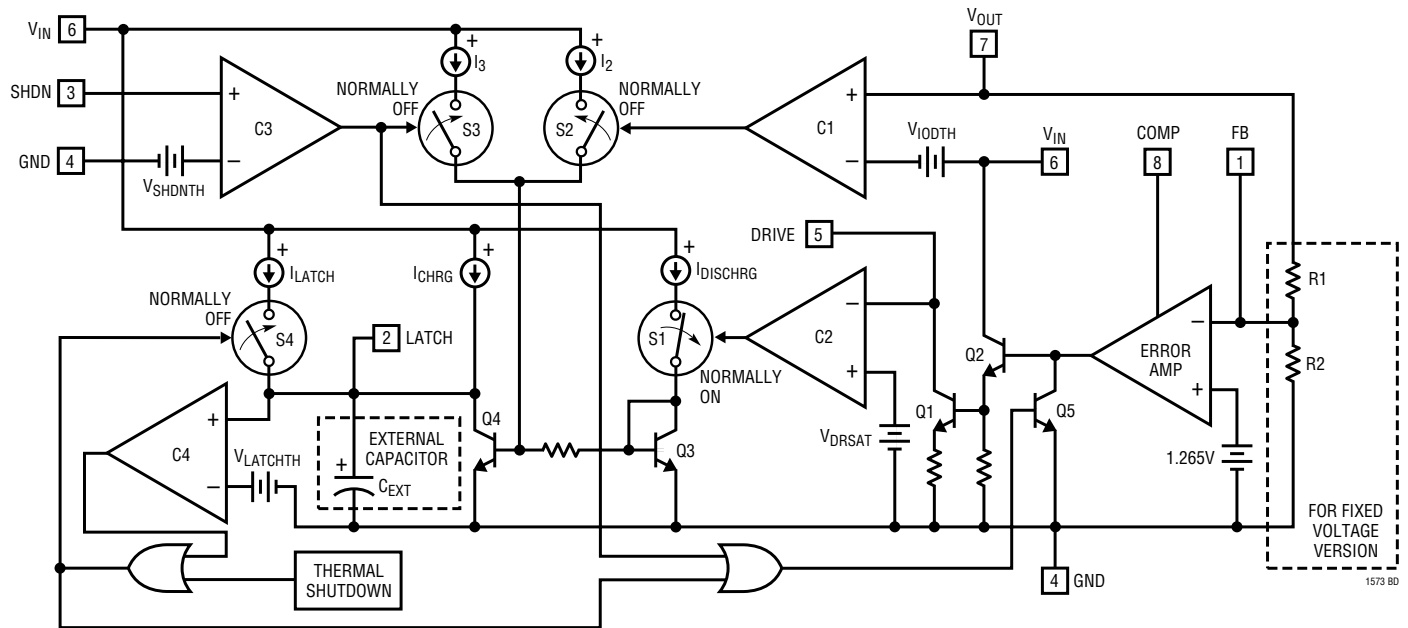 VIN
6
SHDN
3
GND
4
VSHDNTH
+
−
C3
NORMALLY
OFF
+
I3
S3
+
I2
S2
NORMALLY
OFF
C1
+
−
VOUT
7
VIODTH
VIN
6
COMP
8
FB
1
DRIVE
5
+
ILATCH
NORMALLY
OFF
S4
+
ICHRG
2
LATCH
+
IDISCHRG
S1
NORMALLY
ON
C2
−
+
VDRSAT
Q2
Q1
Q5
ERROR
AMP
−
+
1.265V
R1
R2
C4
+
−
VLATCHTH
EXTERNAL
CAPACITOR
+
CEXT
Q4
Q3
THERMAL
SHUTDOWN
4
GND
FOR FIXED
VOLTAGE
VERSION
1573 BD